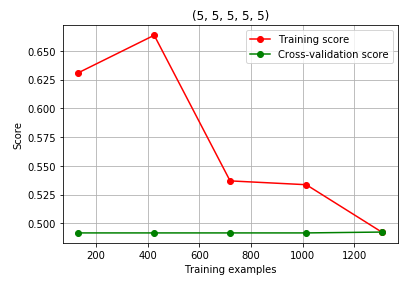 (5, 5, 5, 5, 5)
Training score
Cross-validation score
Score
0.650
0.625
0.600
0.575
0.550
0.525
0.500
200 400 600 800 1000 1200
Training examples